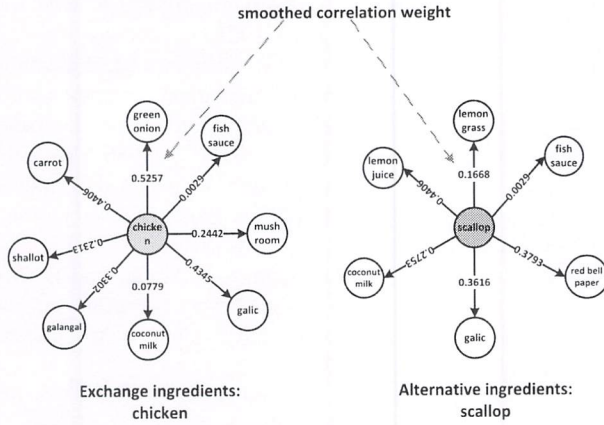 smoothed correlation weight
green
onion
fish
sauce
carrot
0.5257
0.0029
0.4406
chicke
n
0.2442
mush
room
shallot
0.2313
0.3302
0.0779
0.4345
galangal
coconut
milk
galic
Exchange ingredients:
chicken
lemon
grass
fish
sauce
lemon
juice
0.1668
0.0029
0.4406
scallop
0.2753
0.3793
coconut
milk
0.3616
red bell
paper
galic
Alternative ingredients:
scallop